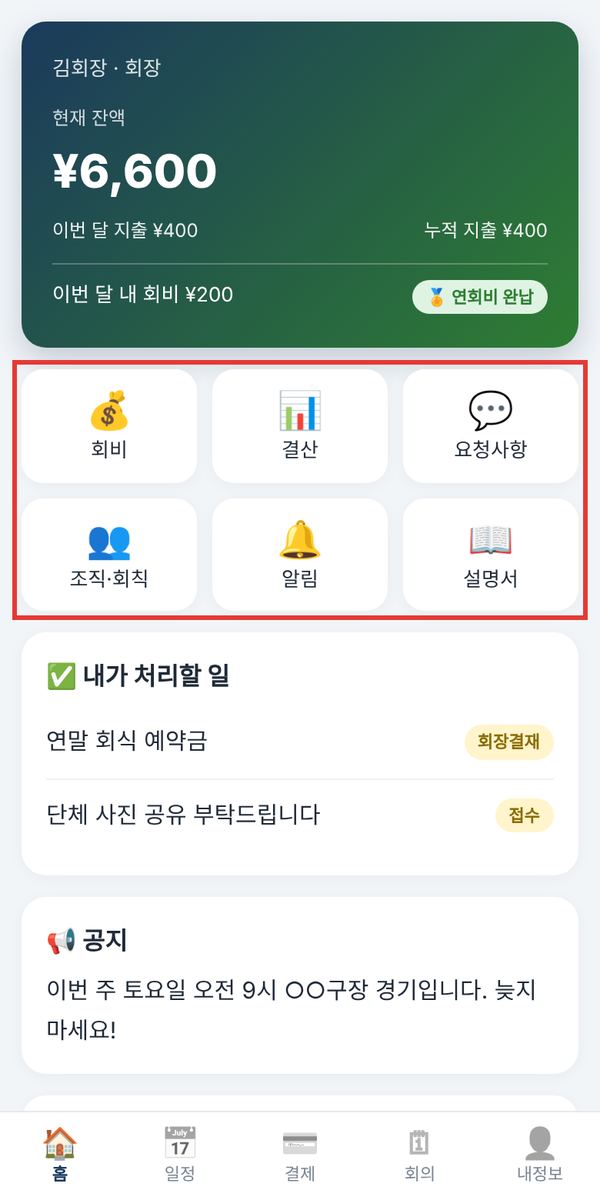 김회장 · 회장
현재 잔액
¥6,600
이번 달 지출 ¥400
누적 지출 ¥400
이번 달 내 회비 ¥200
연회비 완납
회비
결산
요청사항
조직·회칙
알림
설명서
내가 처리할 일
연말 회식 예약금
회장결재
단체 사진 공유 부탁드립니다
접수
공지
이번 주 토요일 오전 9시 ○○구장 경기입니다. 늦지
마세요!
July
17
홈
일정
결제
회의
내정보